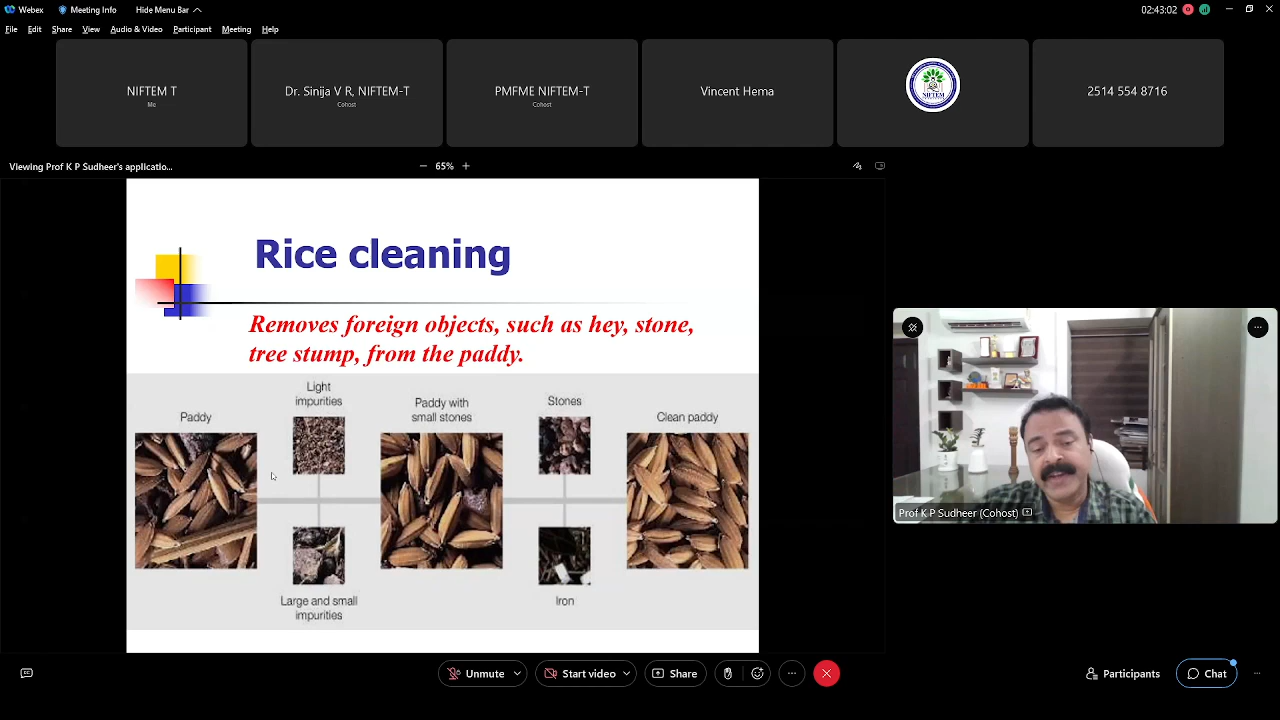 Webex
Meeting Info
Hide Menu Bar
02:43:02
File Edit Share View Audio & Video Participant Meeting Help
NIFTEM T
Me
Dr. Sinija V R, NIFTEM-T
Cohost
PMFME NIFTEM-T
Cohost
Vincent Hema
NIFTEM
2514 554 8716
Viewing Prof K P Sudheer's applicatio...
65%
Rice cleaning
Removes foreign objects, such as hey, stone,
tree stump, from the paddy.
Paddy
Light
impurities
Paddy with
small stones
Stones
Clean paddy
Large and small
impurities
Iron
Prof K P Sudheer (Cohost)
Unmute
Start video
Share
Participants
Chat